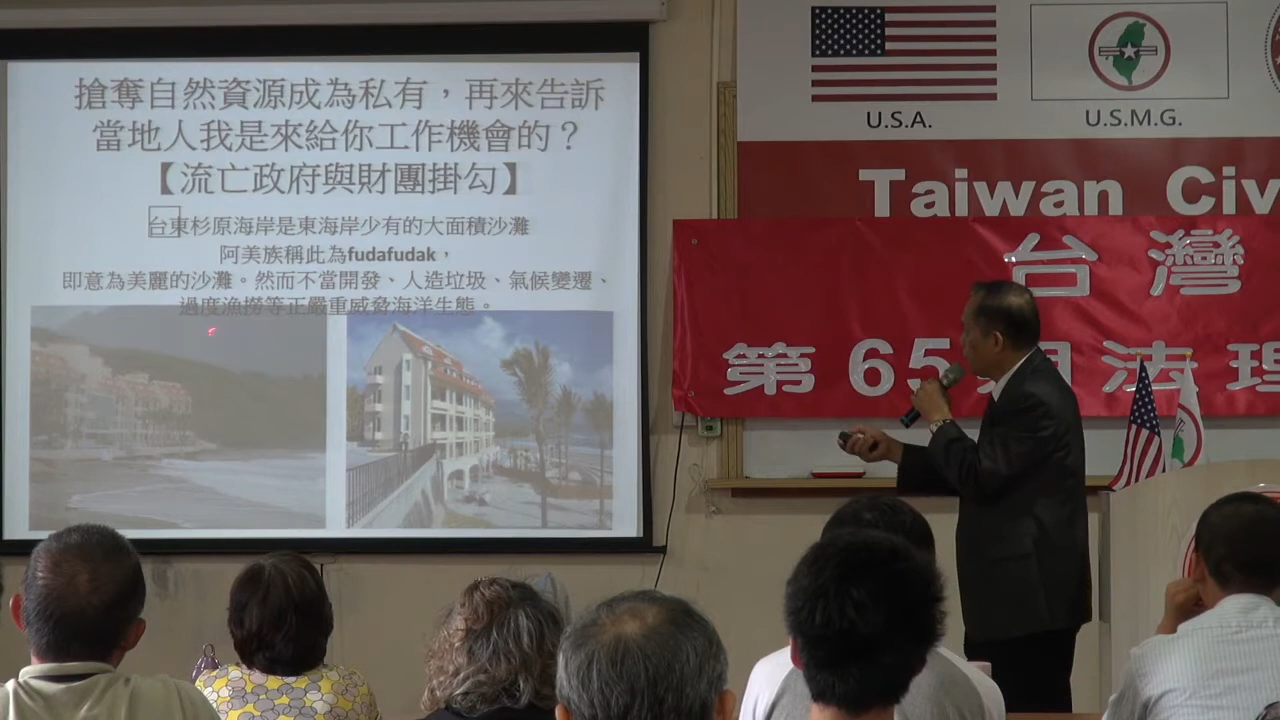 搶奪自然資源成為私有，再來告訴
當地人我是來給你工作機會的？
【流亡政府與財團掛勾】
台東杉原海岸是東海岸少有的大面積沙灘
阿美族稱此為fudafudak，
即意為美麗的沙灘。然而不當開發、人造垃圾、氣候變遷、
過度漁撈等正嚴重威脅海洋生態。
U.S.A.
U.S.M.G.
Taiwan Civ
台灣
第65期法理